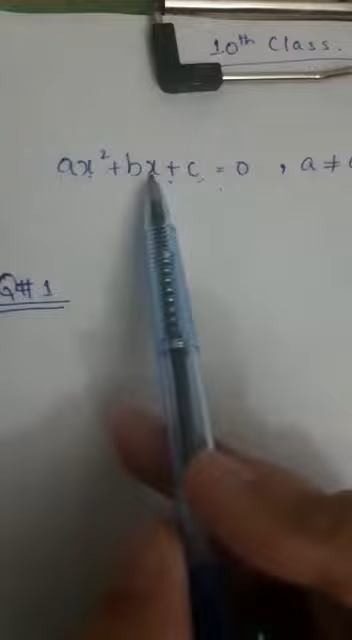 10th Class.
ax² + bx + c = 0 , a ≠
Q# 1